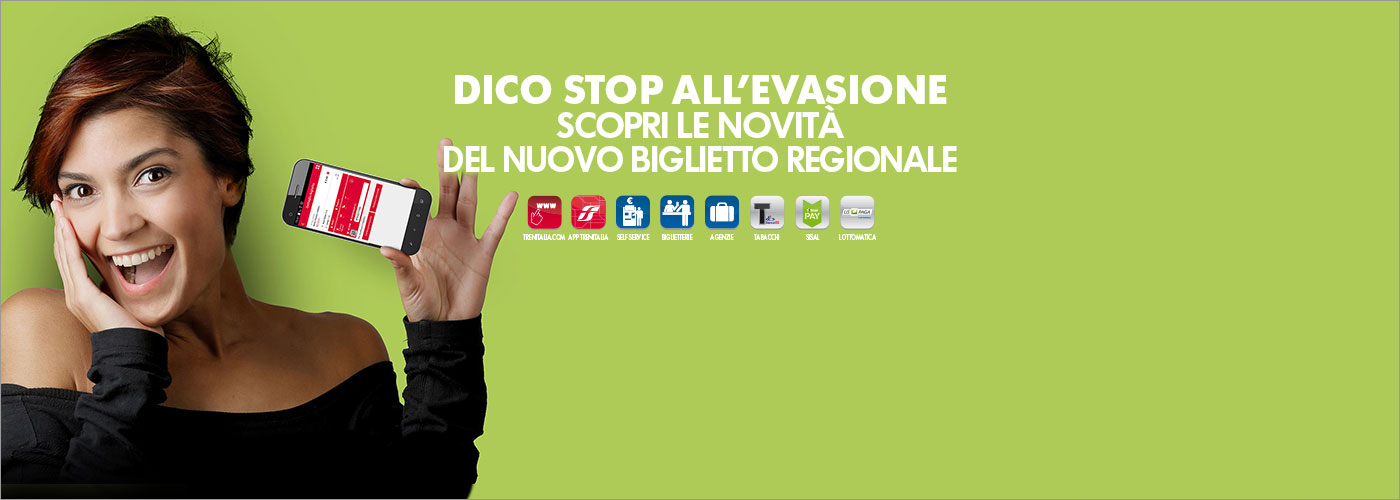 DICO STOP ALL'EVASIONE
SCOPRI LE NOVITÀ
DEL NUOVO BIGLIETTO REGIONALE
WWW
TRENITALIA.COM APP TRENITALIA SELF-SERVICE BIGLIETTERIE AGENZIE TABACCHI SISAL LOTTOMATICA